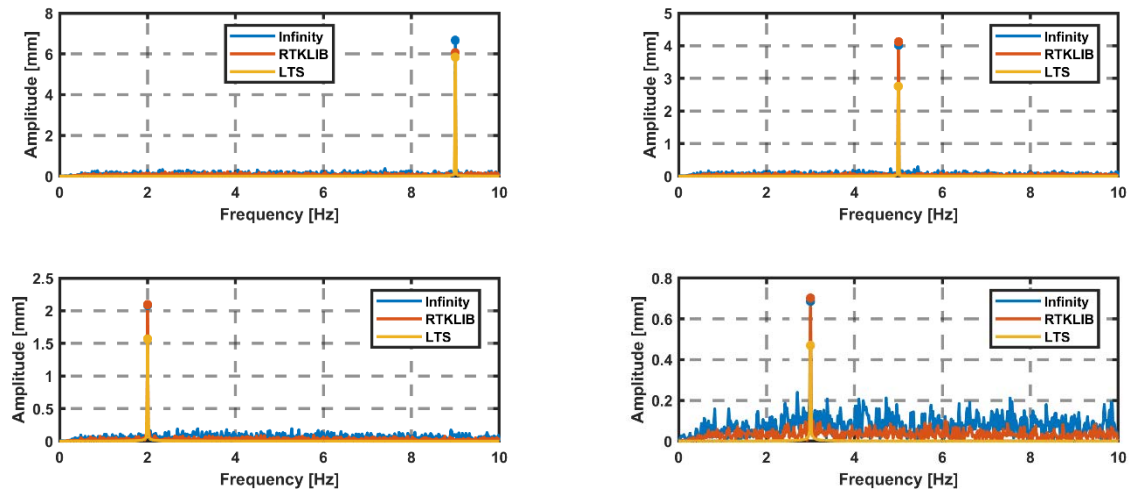 8
6
4
2
0
Amplitude [mm]
Infinity
RTKLIB
LTS
0 2 4 6 8 10
Frequency [Hz]
5
4
3
2
1
0
Amplitude [mm]
Infinity
RTKLIB
LTS
0 2 4 6 8 10
Frequency [Hz]
2.5
2
1.5
1
0.5
0
Amplitude [mm]
Infinity
RTKLIB
LTS
0 2 4 6 8 10
Frequency [Hz]
0.8
0.6
0.4
0.2
0
Amplitude [mm]
Infinity
RTKLIB
LTS
0 2 4 6 8 10
Frequency [Hz]